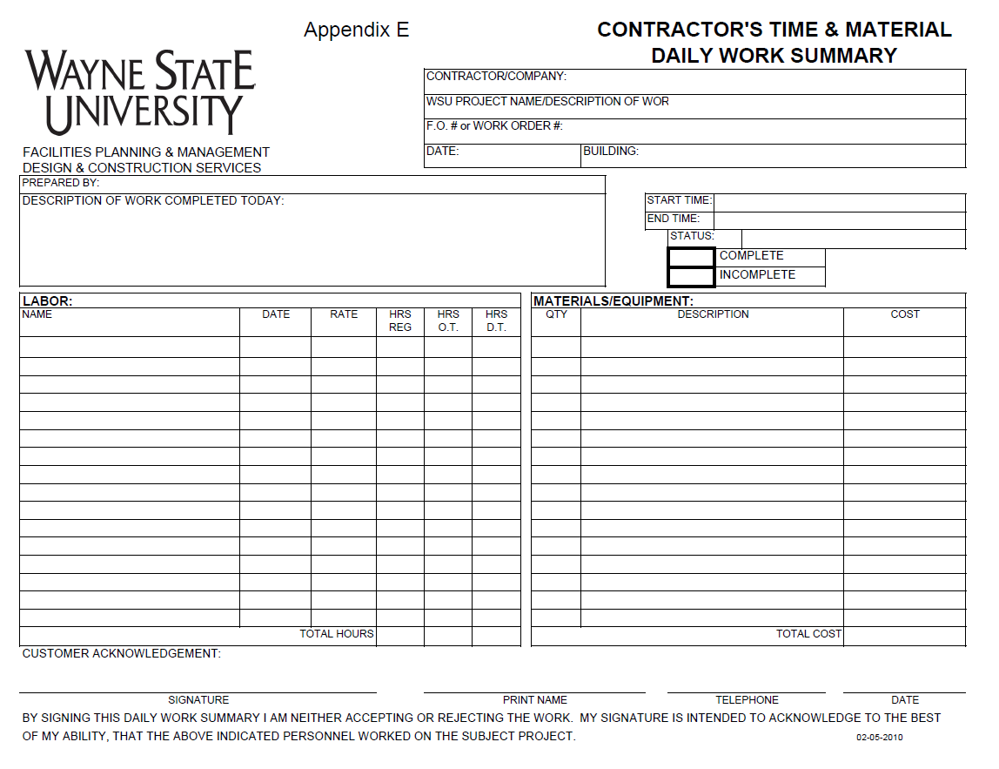 Appendix E
CONTRACTOR'S TIME & MATERIAL
DAILY WORK SUMMARY
WAYNE STATE
UNIVERSITY
FACILITIES PLANNING & MANAGEMENT
DESIGN & CONSTRUCTION SERVICES
CONTRACTOR/COMPANY:
WSU PROJECT NAME/DESCRIPTION OF WOR
F.O. # or WORK ORDER #:
DATE: BUILDING:
PREPARED BY:
DESCRIPTION OF WORK COMPLETED TODAY:
START TIME:
END TIME:
STATUS:
COMPLETE
INCOMPLETE
LABOR:
NAME DATE RATE HRS REG HRS O.T. HRS D.T.
TOTAL HOURS
MATERIALS/EQUIPMENT:
QTY DESCRIPTION COST
TOTAL COST
CUSTOMER ACKNOWLEDGEMENT:
SIGNATURE PRINT NAME TELEPHONE DATE
BY SIGNING THIS DAILY WORK SUMMARY I AM NEITHER ACCEPTING OR REJECTING THE WORK. MY SIGNATURE IS INTENDED TO ACKNOWLEDGE TO THE BEST
OF MY ABILITY, THAT THE ABOVE INDICATED PERSONNEL WORKED ON THE SUBJECT PROJECT.
02-05-2010